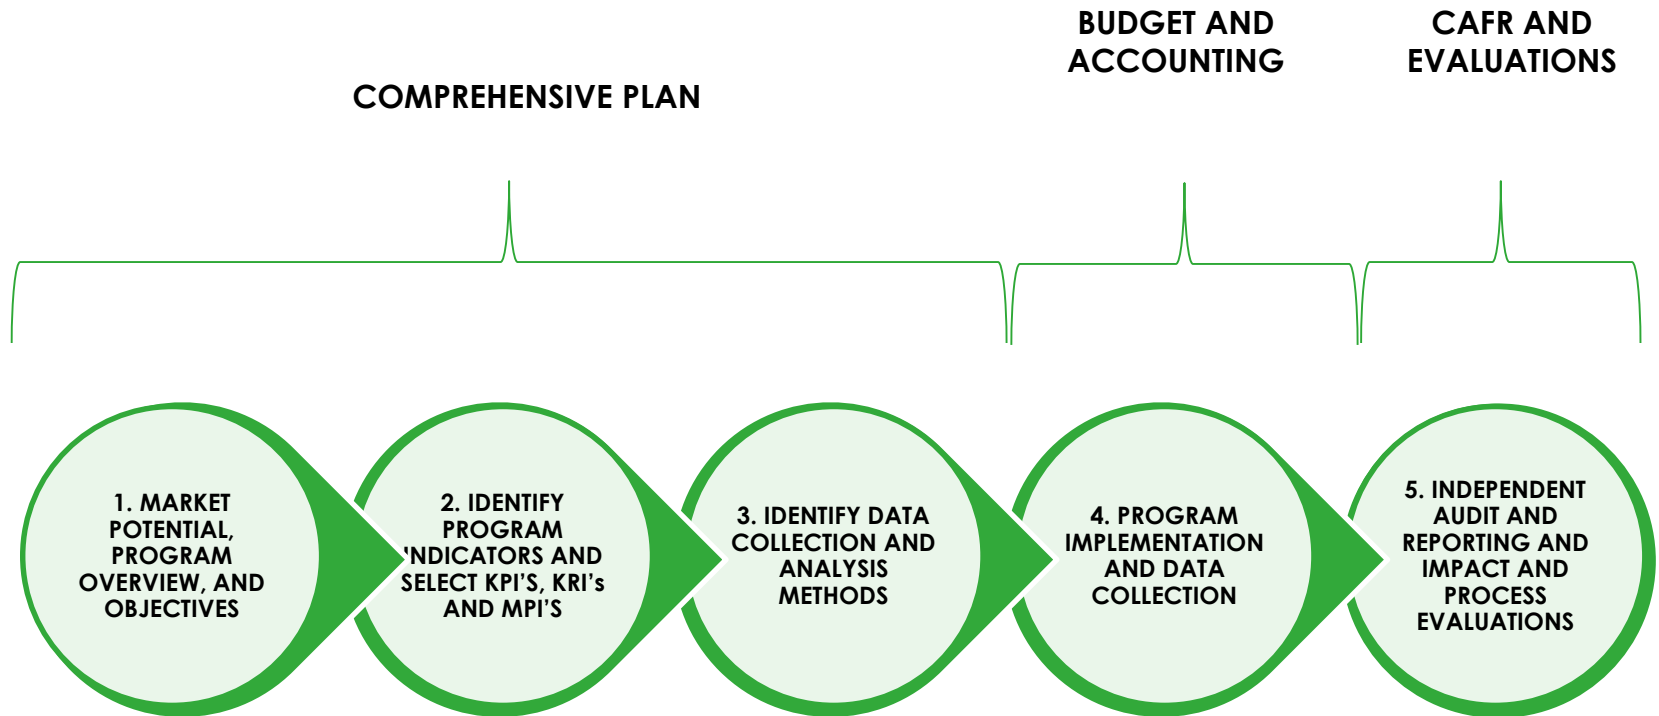 BUDGET AND
ACCOUNTING
CAFR AND
EVALUATIONS
COMPREHENSIVE PLAN
1. MARKET
POTENTIAL,
PROGRAM
OVERVIEW, AND
OBJECTIVES
2. IDENTIFY
PROGRAM
INDICATORS AND
SELECT KPI’S, KRI’s
AND MPI’S
3. IDENTIFY DATA
COLLECTION AND
ANALYSIS
METHODS
4. PROGRAM
IMPLEMENTATION
AND DATA
COLLECTION
5. INDEPENDENT
AUDIT AND
REPORTING AND
IMPACT AND
PROCESS
EVALUATIONS